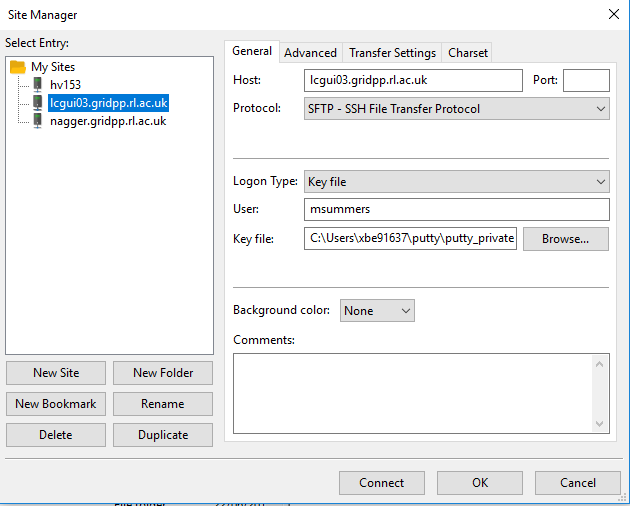 Site Manager
Select Entry:
My Sites
hv153
lcgui03.gridpp.rl.ac.uk
nagger.gridpp.rl.ac.uk
New Site
New Folder
New Bookmark
Rename
Delete
Duplicate
General
Advanced
Transfer Settings
Charset
Host:
lcgui03.gridpp.rl.ac.uk
Port:
Protocol:
SFTP - SSH File Transfer Protocol
Logon Type:
Key file
User:
msummers
Key file:
C:\Users\xbe91637\putty\putty_private
Browse...
Background color:
None
Comments:
Connect
OK
Cancel